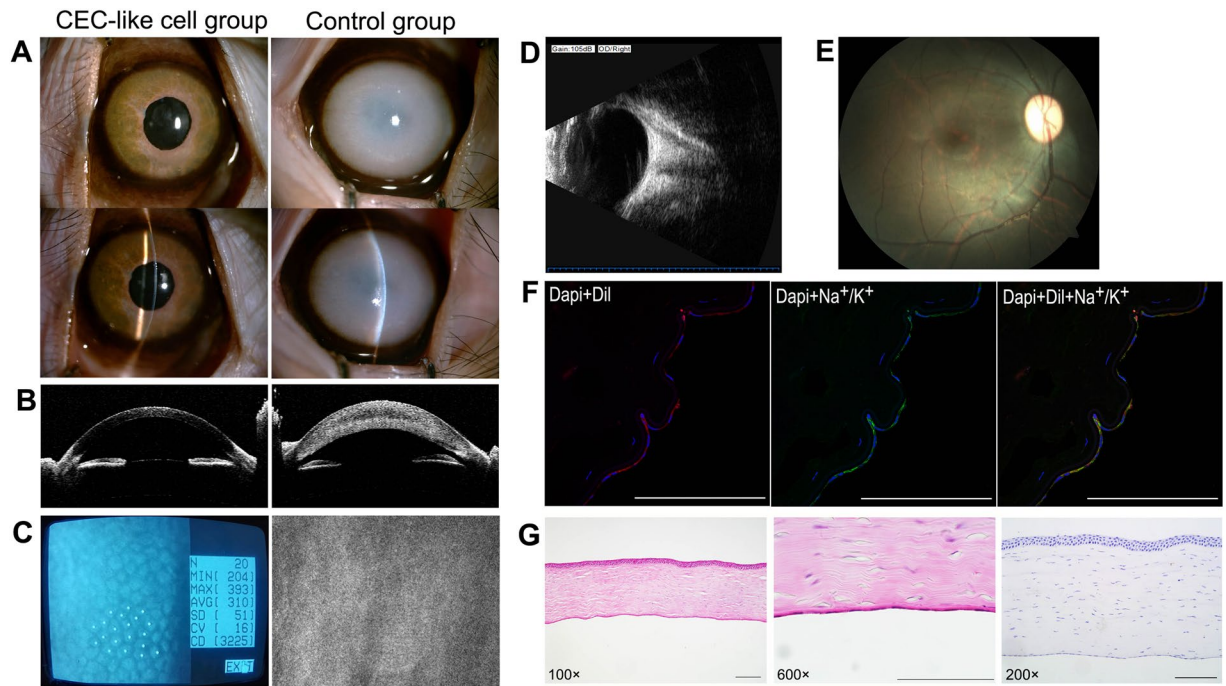 CEC-like cell group
Control group
A
B
C
N 20
MIN[ 204]
MAX[ 393]
AVG[ 310]
SD [ 51]
CV [ 16]
CD [3225]
D
Gain:105dB OD/Right
E
F
Dapi+Dil
Dapi+Na+/K+
Dapi+Dil+Na+/K+
G
100×
600×
200×